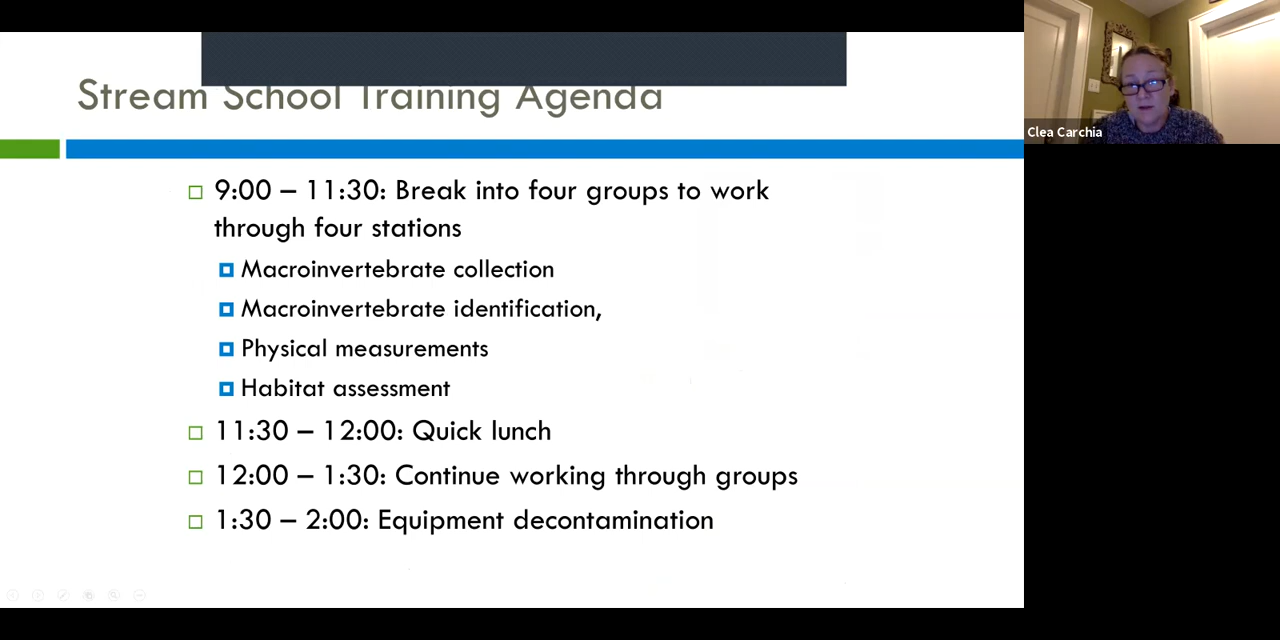 Stream School Training Agenda
Clea Carchia
9:00 – 11:30: Break into four groups to work
through four stations
Macroinvertebrate collection
Macroinvertebrate identification,
Physical measurements
Habitat assessment
11:30 – 12:00: Quick lunch
12:00 – 1:30: Continue working through groups
1:30 – 2:00: Equipment decontamination